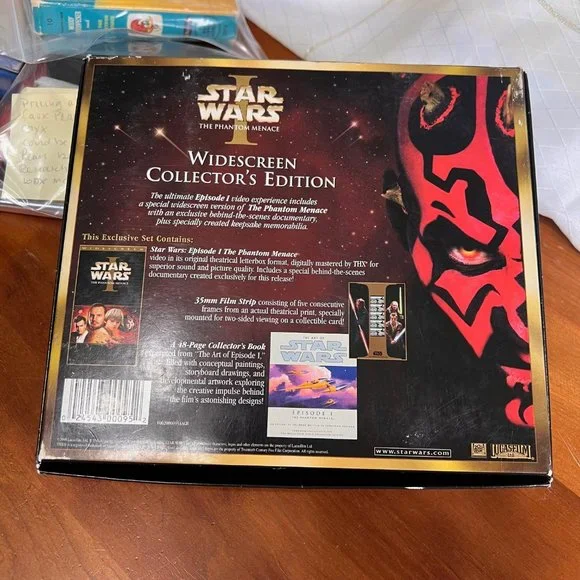 I
STAR
WARS
THE PHANTOM MENACE
WIDESCREEN
COLLECTOR'S EDITION
The ultimate Episode I video experience includes
a special widescreen version of The Phantom Menace
with an exclusive behind-the-scenes documentary,
plus specially created keepsake memorabilia.
This Exclusive Set Contains:
Star Wars: Episode I The Phantom Menace
video in its original theatrical letterbox format, digitally mastered by THX® for
superior sound and picture quality. Includes a special behind-the-scenes
documentary created exclusively for this release!
WIDESCREEN
STAR
WARS
35mm Film Strip consisting of five consecutive
frames from an actual theatrical print, specially
mounted for two-sided viewing on a collectible card!
A 48-Page Collector's Book
from "The Art of Episode I,"
filled with conceptual paintings,
storyboard drawings, and
developmental artwork exploring
the creative impulse behind
the film's astonishing designs!
THE ART OF
STAR
WARS
EPISODE I
THE PHANTOM MENACE
www.starwars.com
FOX
LUCASFILM
LTD